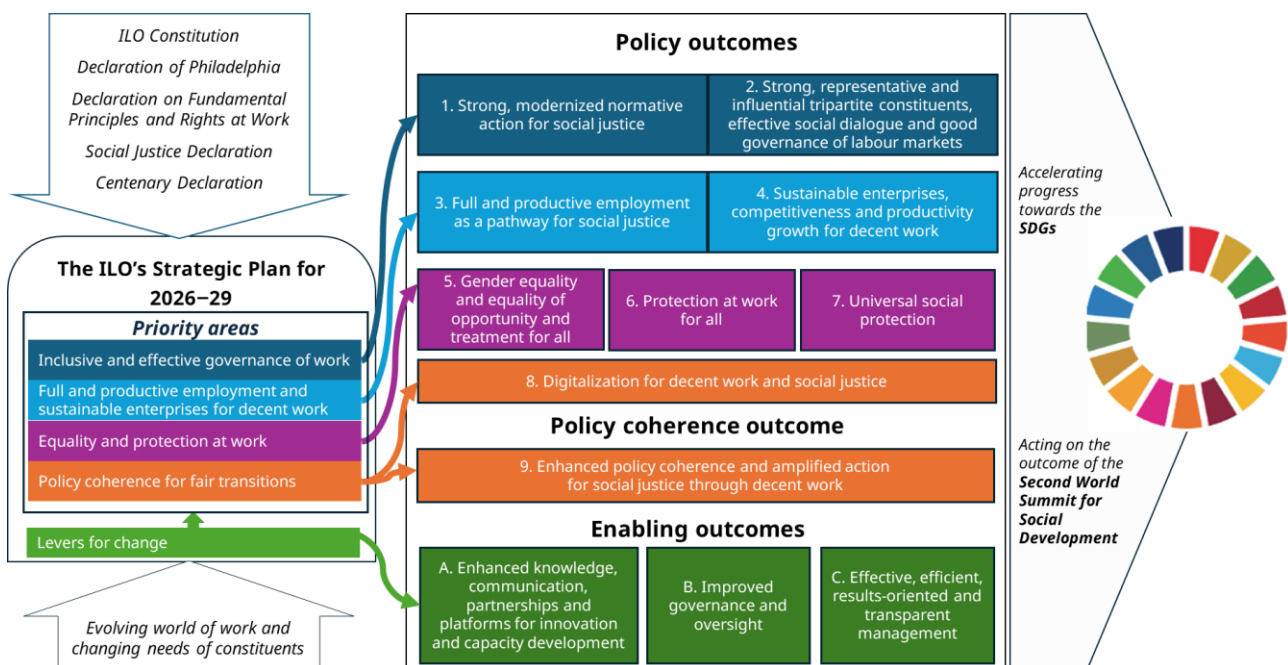 ILO Constitution
Declaration of Philadelphia
Declaration on Fundamental
Principles and Rights at Work
Social Justice Declaration
Centenary Declaration
The ILO’s Strategic Plan for
2026–29
Priority areas
Inclusive and effective governance of work
Full and productive employment and
sustainable enterprises for decent work
Equality and protection at work
Policy coherence for fair transitions
Levers for change
Evolving world of work and
changing needs of constituents
Policy outcomes
1. Strong, modernized normative
action for social justice
2. Strong, representative and
influential tripartite constituents,
effective social dialogue and good
governance of labour markets
3. Full and productive employment
as a pathway for social justice
4. Sustainable enterprises,
competitiveness and productivity
growth for decent work
5. Gender equality
and equality of
opportunity and
treatment for all
6. Protection at work
for all
7. Universal social
protection
8. Digitalization for decent work and social justice
Policy coherence outcome
9. Enhanced policy coherence and amplified action
for social justice through decent work
Enabling outcomes
A. Enhanced knowledge,
communication,
partnerships and
platforms for innovation
and capacity development
B. Improved
governance and
oversight
C. Effective, efficient,
results-oriented and
transparent
management
Accelerating
progress
towards the
SDGs
Acting on the
outcome of the
Second World
Summit for
Social
Development